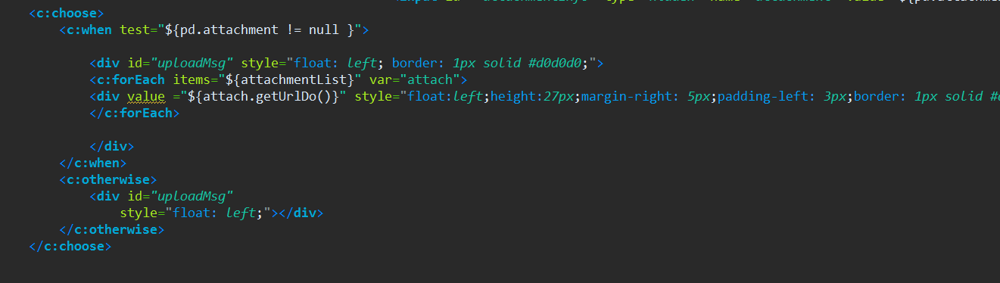 <c:choose>
<c:when test="${pd.attachment != null }">
<div id="uploadMsg" style="float: left; border: 1px solid #d0d0d0;">
<c:forEach items="${attachmentList}" var="attach">
<div value ="${attach.getUrlDo()}" style="float:left;height:27px;margin-right: 5px;padding-left: 3px;border: 1px solid
</c:forEach>
</div>
</c:when>
<c:otherwise>
<div id="uploadMsg"
style="float: left;"></div>
</c:otherwise>
</c:choose>